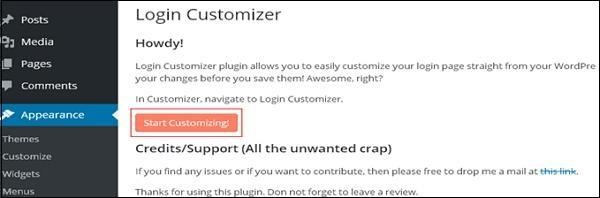 Posts
Media
Pages
Comments
Appearance
Themes
Customize
Widgets
Menus
Login Customizer
Howdy!
Login Customizer plugin allows you to easily customize your login page straight from your WordPre
your changes before you save them! Awesome, right?
In Customizer, navigate to Login Customizer.
Start Customizing!
Credits/Support (All the unwanted crap)
If you find any issues or if you want to contribute, then please free to drop me a mail at this link.
Thanks for using this plugin. Don not forget to leave a review.